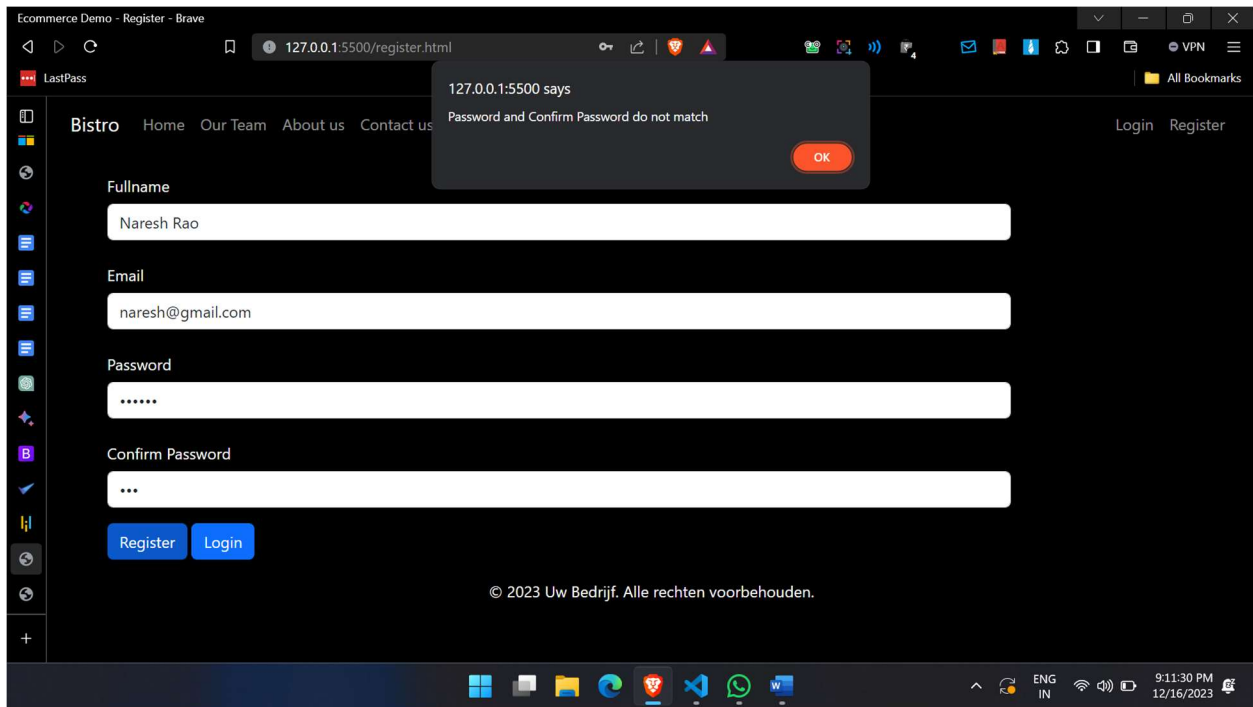 Ecommerce Demo - Register - Brave
127.0.0.1:5500/register.html
4
VPN
LastPass
All Bookmarks
127.0.0.1:5500 says
Password and Confirm Password do not match
OK
Bistro Home Our Team About us Contact us Login Register
Fullname
Naresh Rao
Email
naresh@gmail.com
Password
••••••
Confirm Password
•••
Register Login
© 2023 Uw Bedrijf. Alle rechten voorbehouden.
ENG
IN
9:11:30 PM
12/16/2023